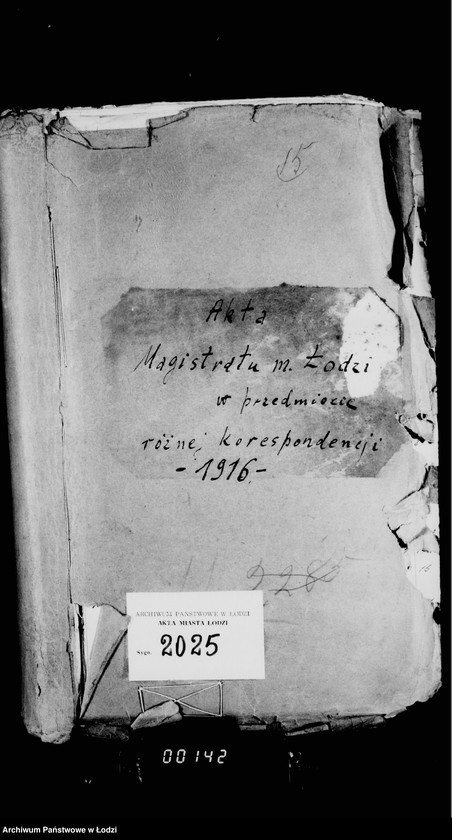 15
Akta
Magistratu m. Łodzi
w przedmiocie
różnej korespondencji
-1916-
ARCHIWUM PAŃSTWOWE W ŁODZI
AKTA MIASTA ŁODZI
Sygn. 2025
00142
Archiwum Państwowe w Łodzi